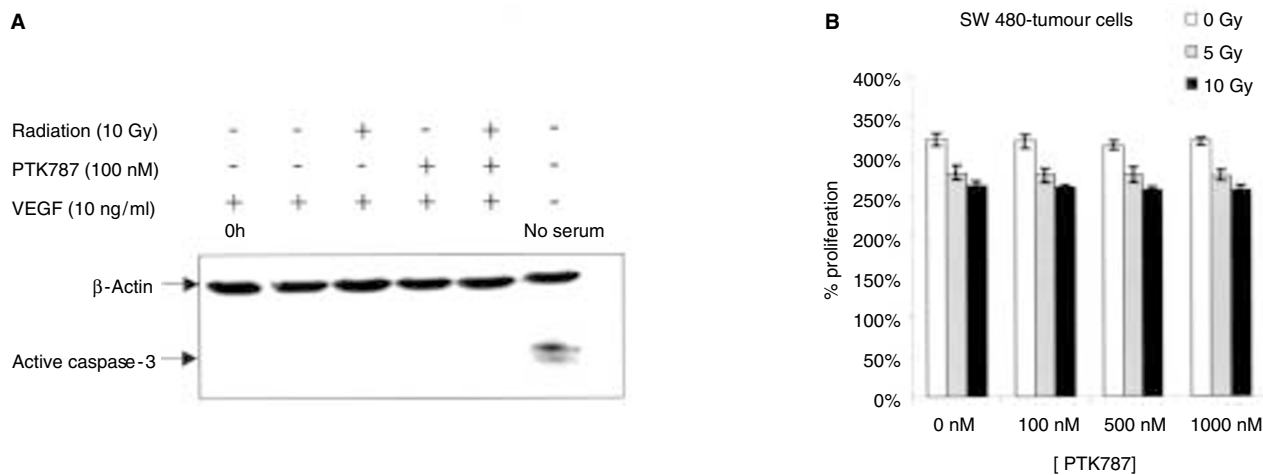 A
Radiation (10 Gy) - - + - + -
PTK787 (100 nM) - - - + + -
VEGF (10 ng/ml) + + + + + -
0h No serum
β-Actin
Active caspase-3
B
SW 480-tumour cells
0 Gy
5 Gy
10 Gy
% proliferation
400%
350%
300%
250%
200%
150%
100%
50%
0%
0 nM 100 nM 500 nM 1000 nM
[ PTK787]